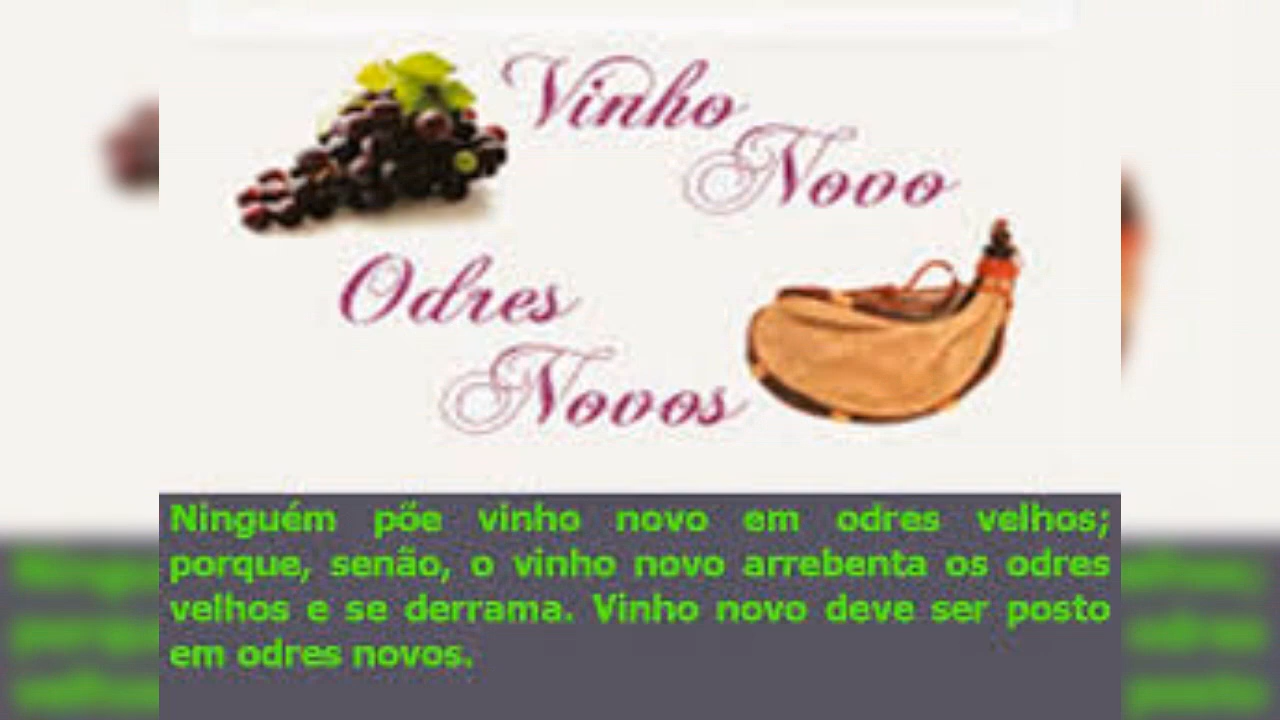 Vinho
Novo
Odres
Novos
Ninguém põe vinho novo em odres velhos;
porque, senão, o vinho novo arrebenta os odres
velhos e se derrama. Vinho novo deve ser posto
em odres novos.